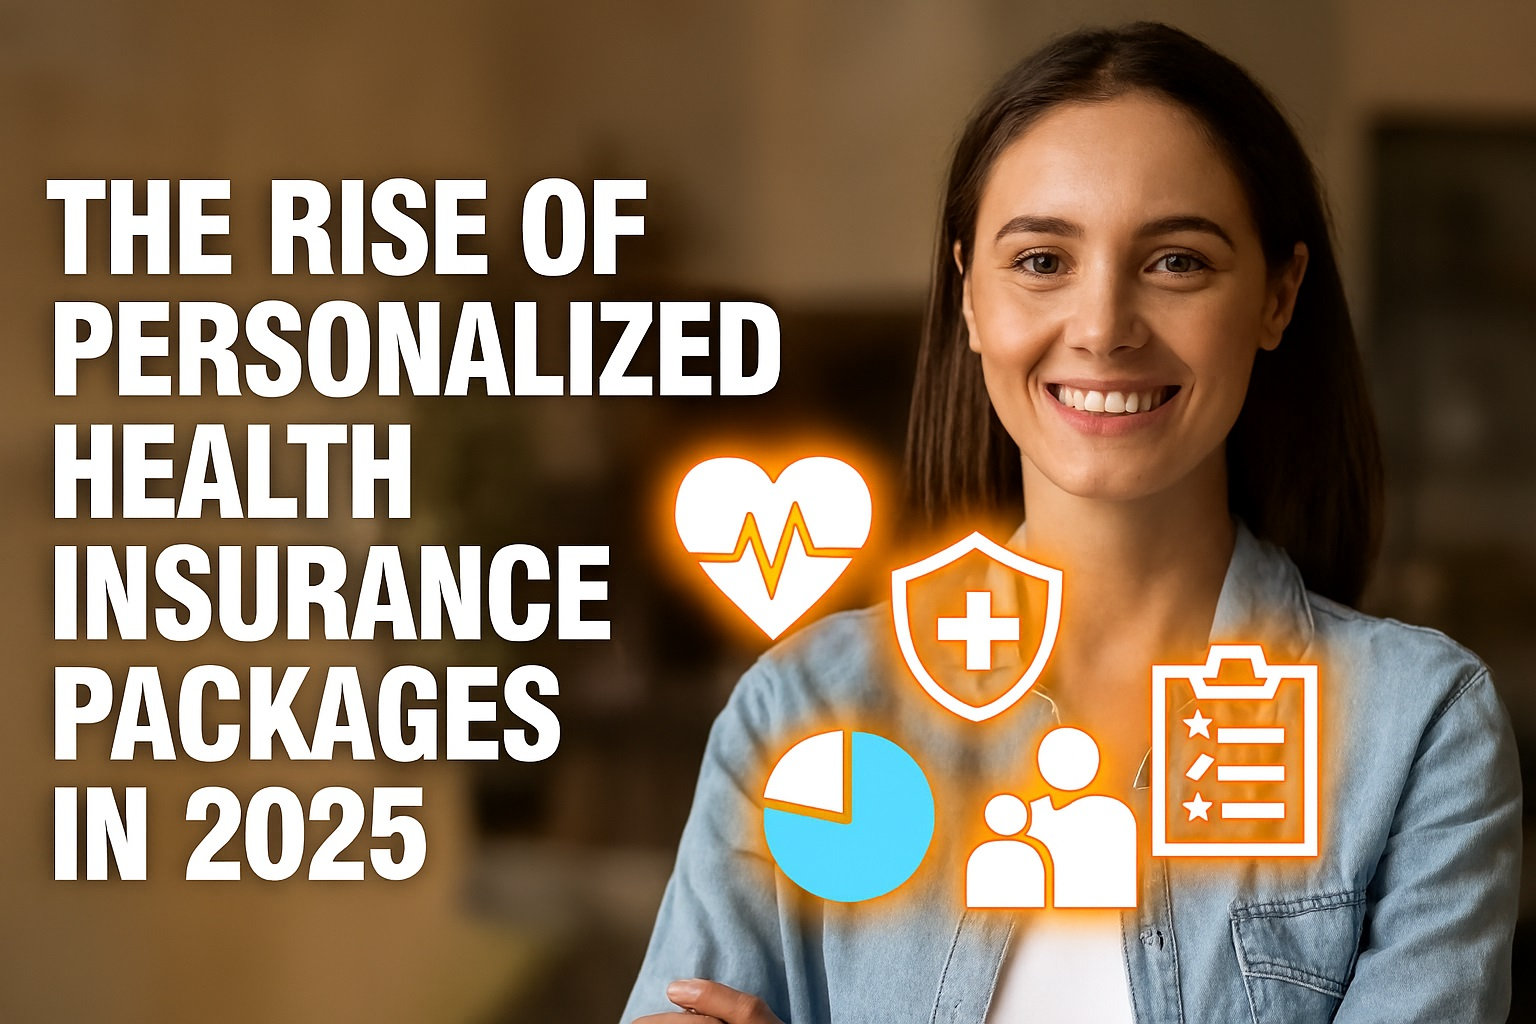 THE RISE OF
PERSONALIZED
HEALTH
INSURANCE
PACKAGES
IN 2025